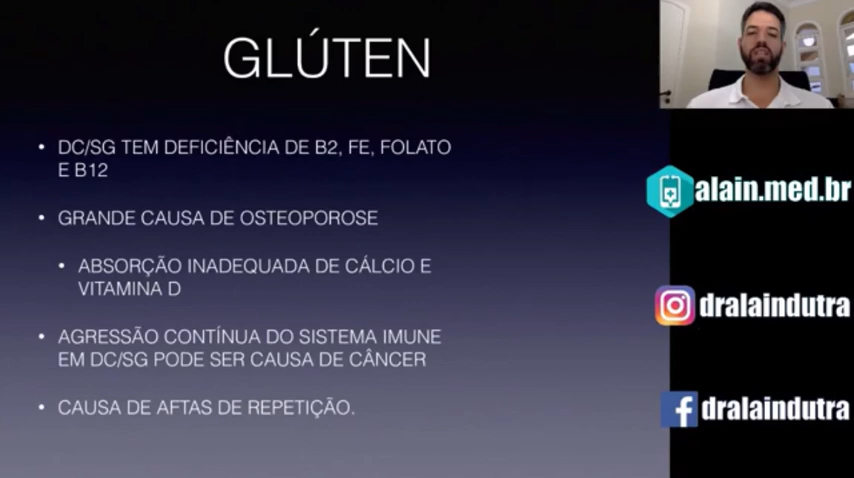 GLÚTEN
• DC/SG TEM DEFICIÊNCIA DE B2, FE, FOLATO
E B12
• GRANDE CAUSA DE OSTEOPOROSE
• ABSORÇÃO INADEQUADA DE CÁLCIO E
VITAMINA D
• AGRESSÃO CONTÍNUA DO SISTEMA IMUNE
EM DC/SG PODE SER CAUSA DE CÂNCER
• CAUSA DE AFTAS DE REPETIÇÃO.
alain.med.br
dralaindutra
dralaindutra